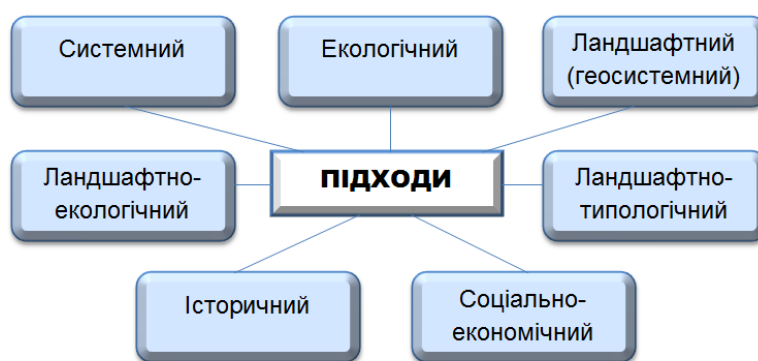 Системний
Екологічний
Ландшафтний
(геосистемний)
Ландшафтно-
екологічний
ПІДХОДИ
Ландшафтно-
типологічний
Історичний
Соціально-
економічний